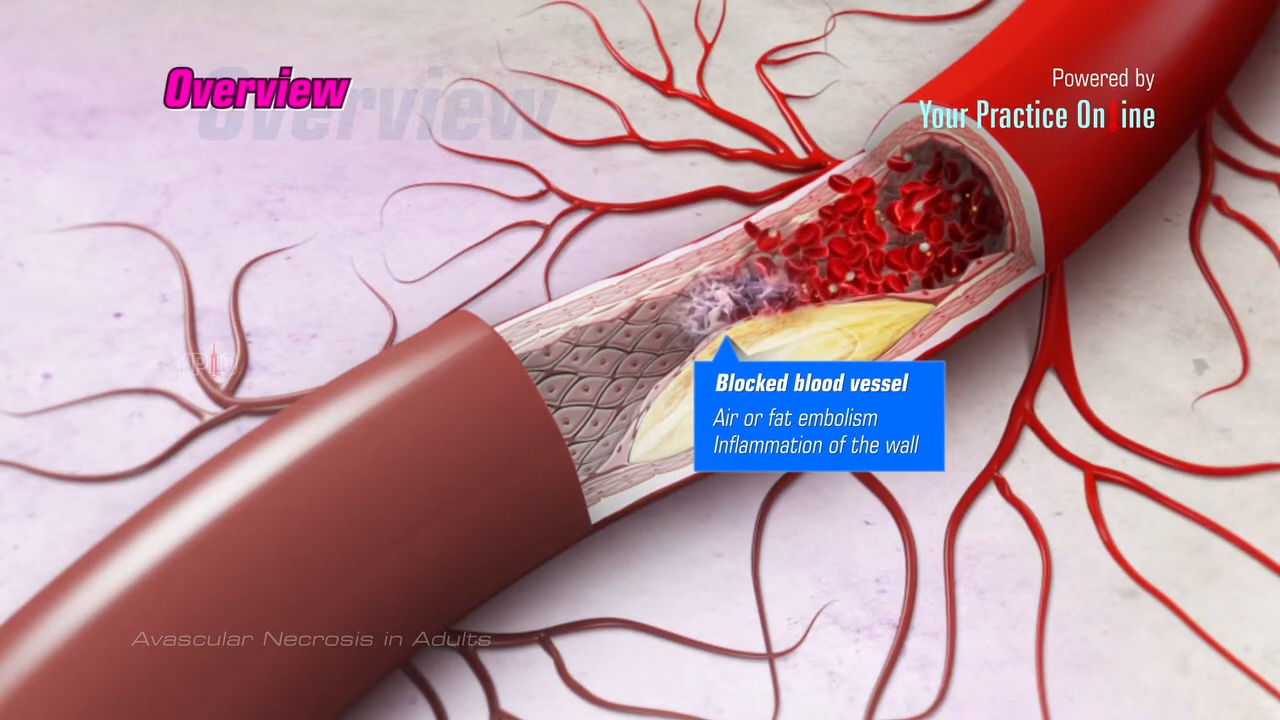 Overview
Powered by
Your Practice Online
Blocked blood vessel
Air or fat embolism
Inflammation of the wall
Avascular Necrosis in Adults